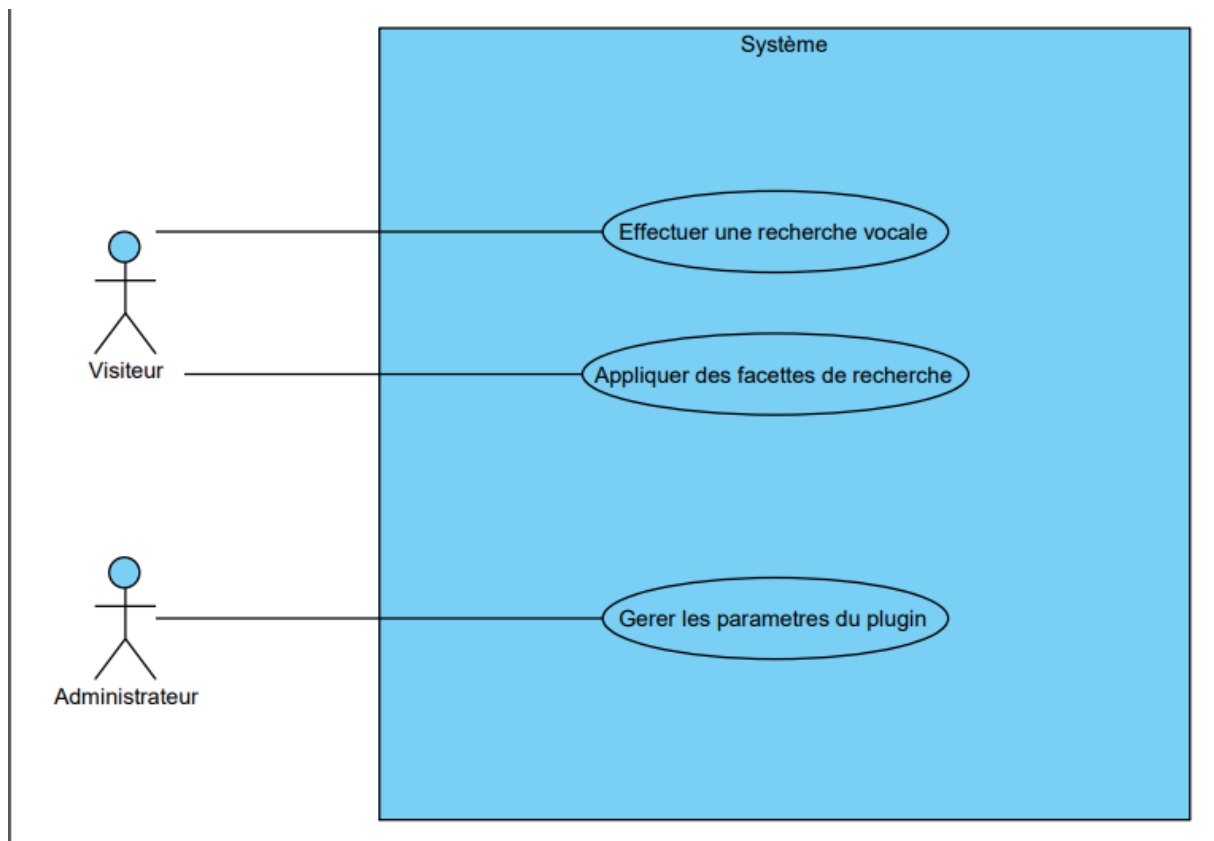 Système
Effectuer une recherche vocale
Visiteur
Appliquer des facettes de recherche
Gerer les parametres du plugin
Administrateur